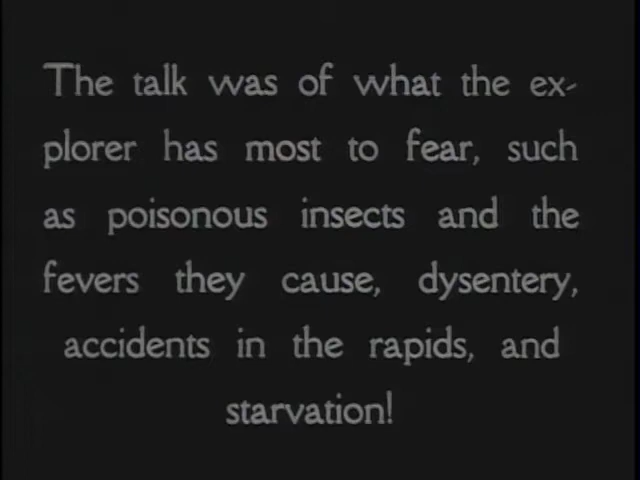 The talk was of what the ex-
plorer has most to fear, such
as poisonous insects and the
fevers they cause, dysentery,
accidents in the rapids, and
starvation!